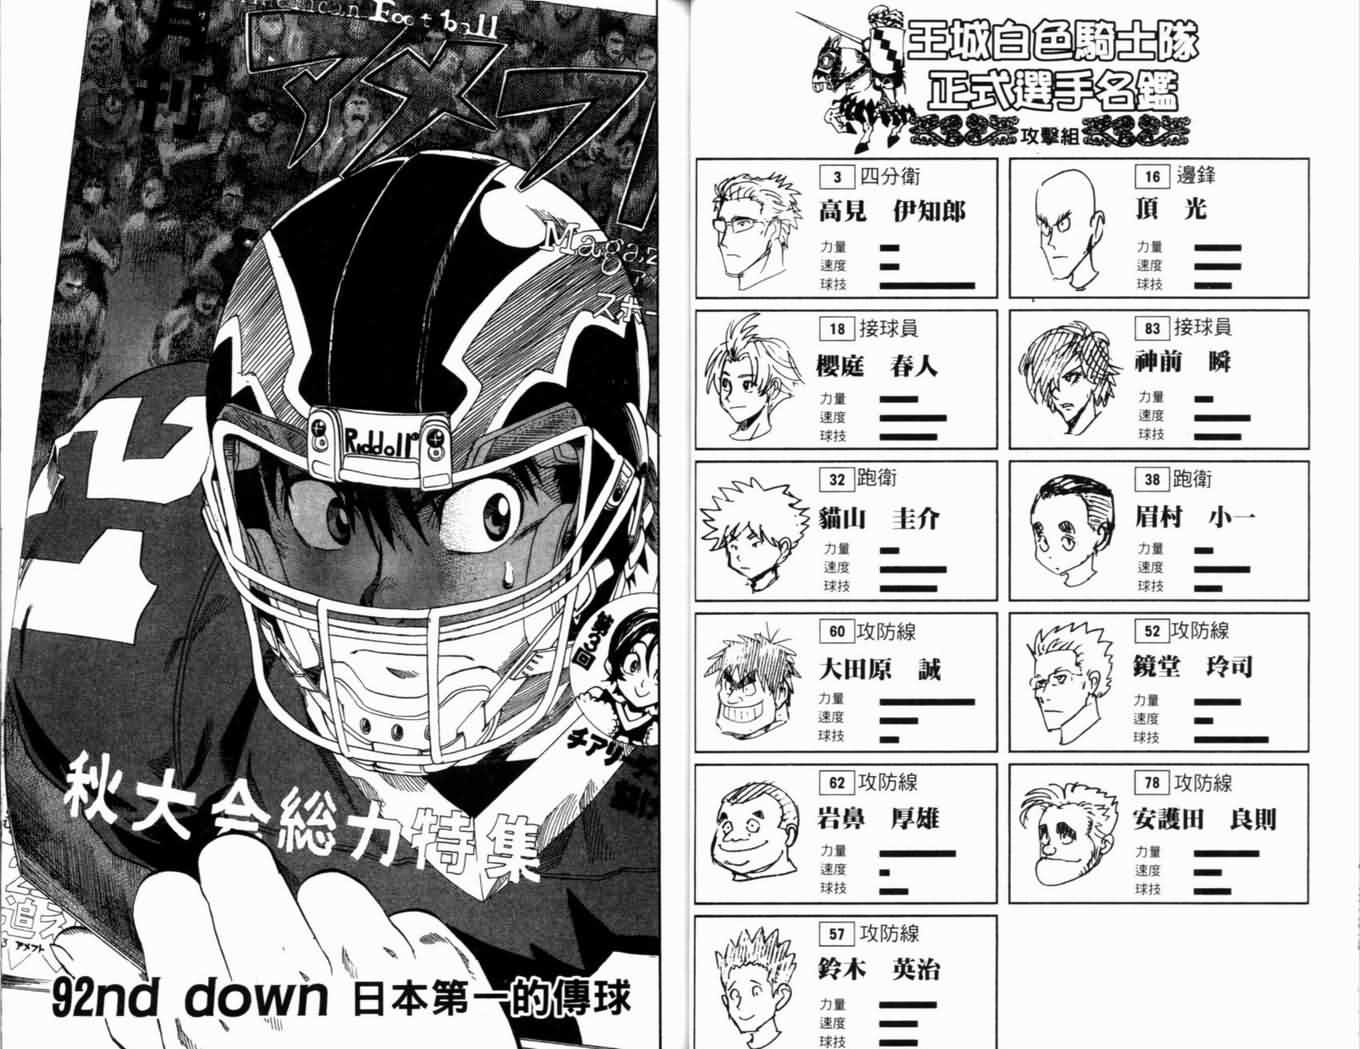 月刊
American Football
アメフト
Magaz
スポー
Riddoll
第3回
チアリ
秋大会総力特集
アメフト
92nd down 日本第一的傳球
王城白色騎士隊
正式選手名鑑
攻擊組
3 四分衛
高見 伊知郎
力量
速度
球技
16 邊鋒
頂 光
力量
速度
球技
18 接球員
櫻庭 春人
力量
速度
球技
83 接球員
神前 瞬
力量
速度
球技
32 跑衛
貓山 圭介
力量
速度
球技
38 跑衛
眉村 小一
力量
速度
球技
60 攻防線
大田原 誠
力量
速度
球技
52 攻防線
鏡堂 玲司
力量
速度
球技
62 攻防線
岩鼻 厚雄
力量
速度
球技
78 攻防線
安護田 良則
力量
速度
球技
57 攻防線
鈴木 英治
力量
速度
球技